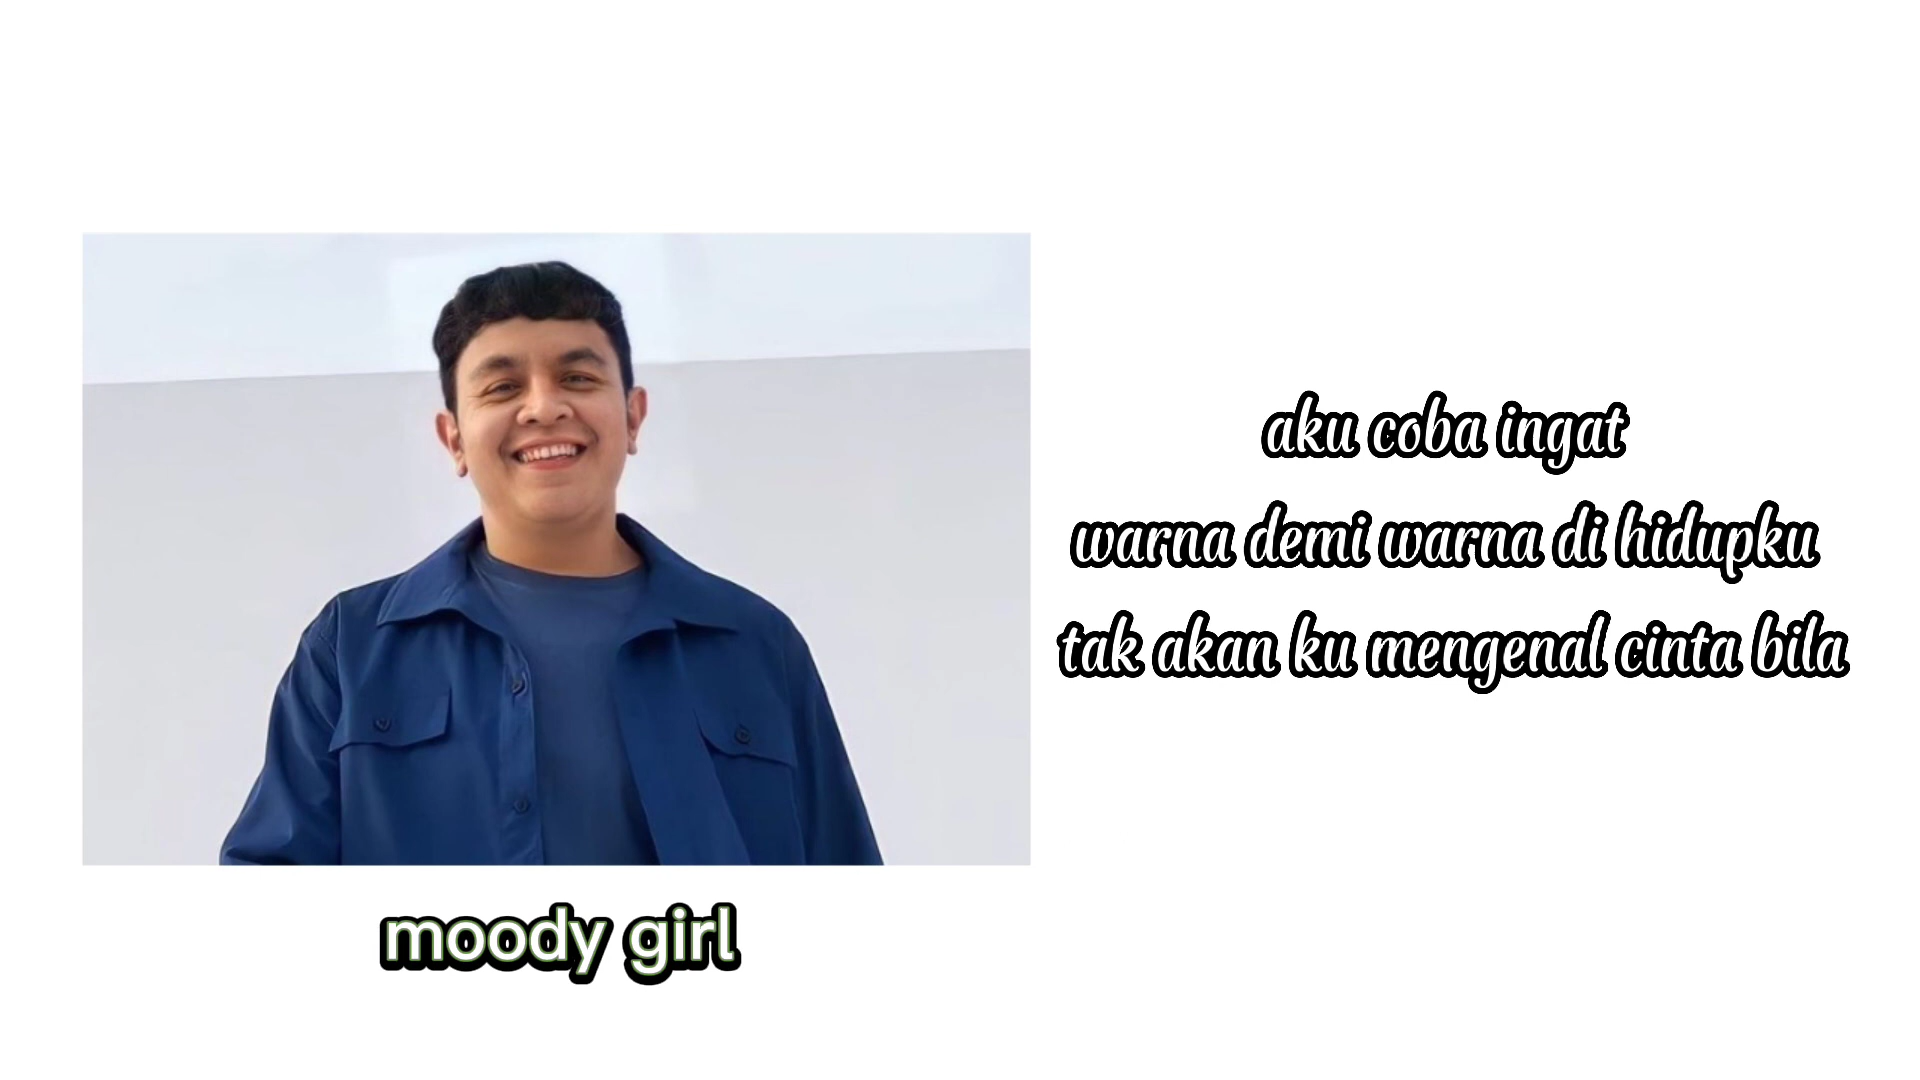 aku coba ingat
warna demi warna di hidupku
tak akan ku mengenal cinta bila
moody girl